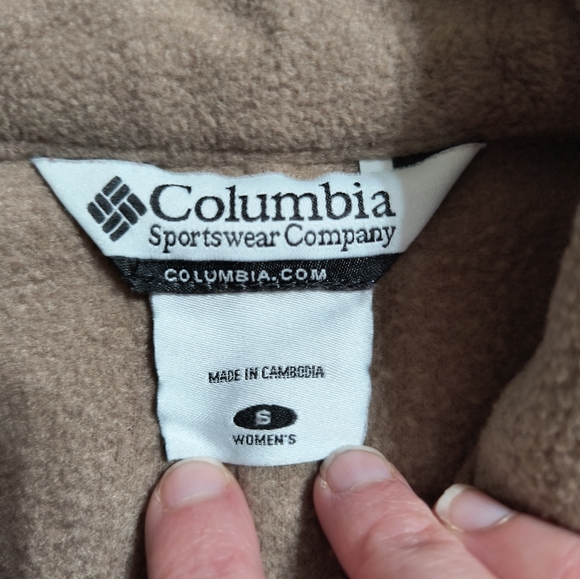 Columbia
Sportswear Company
COLUMBIA.COM
MADE IN CAMBODIA
S
WOMEN'S